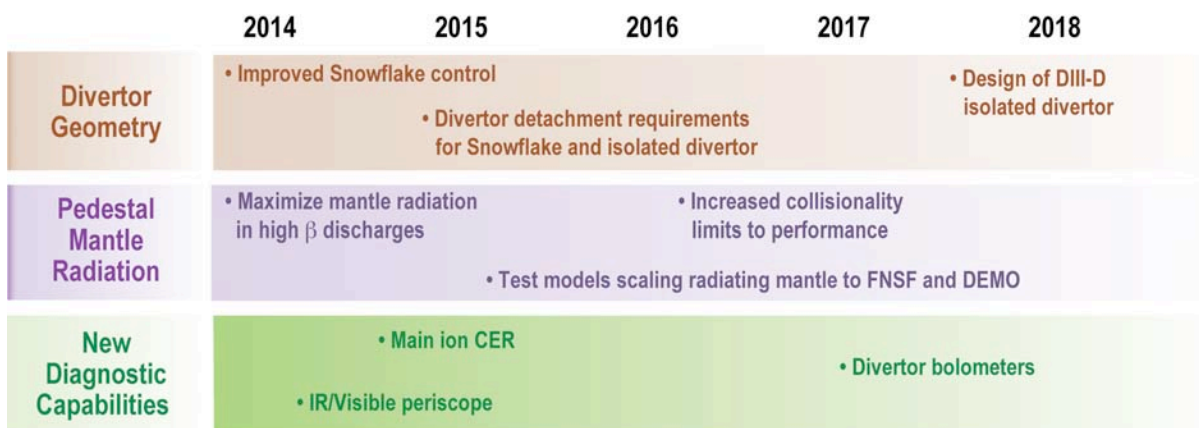 2014 2015 2016 2017 2018
Divertor
Geometry
• Improved Snowflake control
• Divertor detachment requirements
for Snowflake and isolated divertor
• Design of DIII-D
isolated divertor
Pedestal
Mantle
Radiation
• Maximize mantle radiation
in high β discharges
• Increased collisionality
limits to performance
• Test models scaling radiating mantle to FNSF and DEMO
New
Diagnostic
Capabilities
• Main ion CER
• IR/Visible periscope
• Divertor bolometers